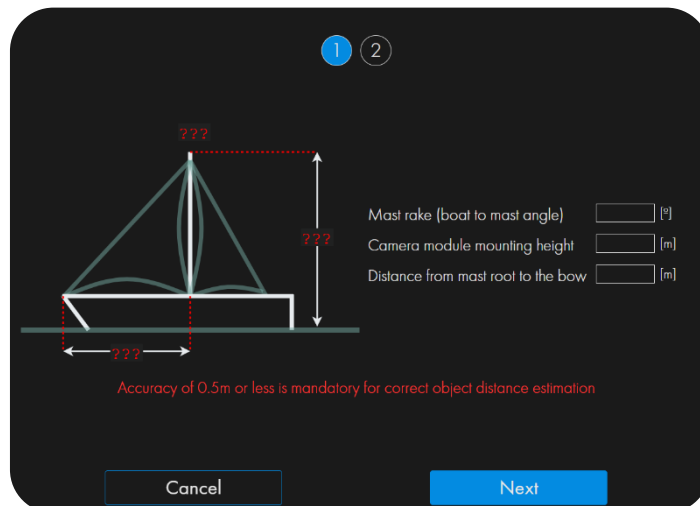 1 2
???
Mast rake (boat to mast angle) [º]
??? Camera module mounting height [m]
Distance from mast root to the bow [m]
???
Accuracy of 0.5m or less is mandatory for correct object distance estimation
Cancel Next